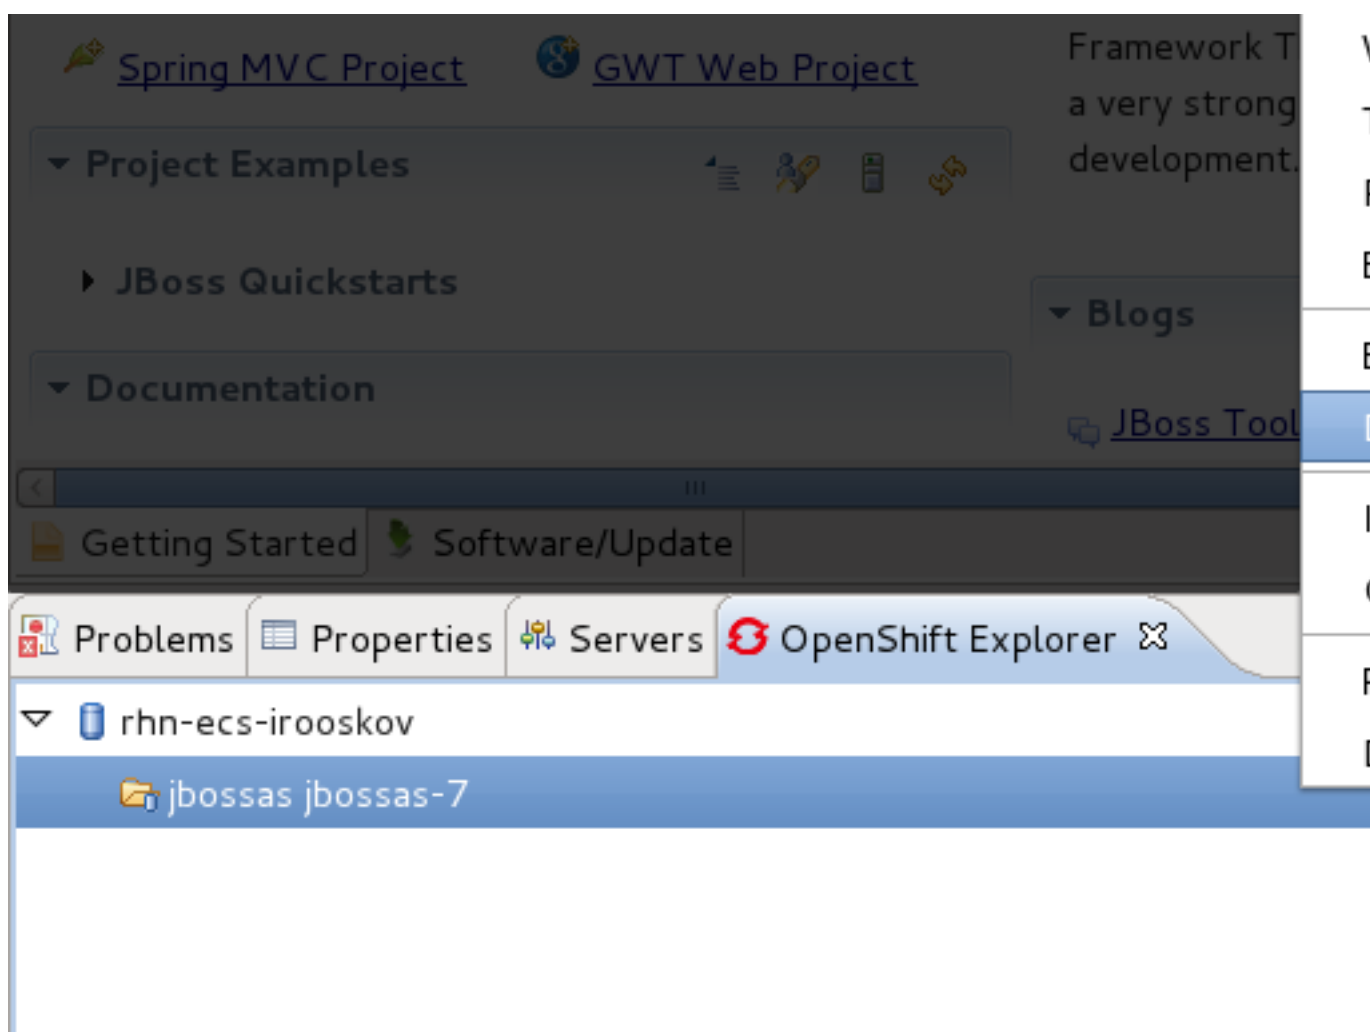 Spring MVC Project
GWT Web Project
Project Examples
JBoss Quickstarts
Documentation
Framework
a very strong
development.
Blogs
JBoss
Getting Started
Software/Update
Problems
Properties
Servers
OpenShift Explorer
rhn-ecs-irooskov
jbossas jbossas-7